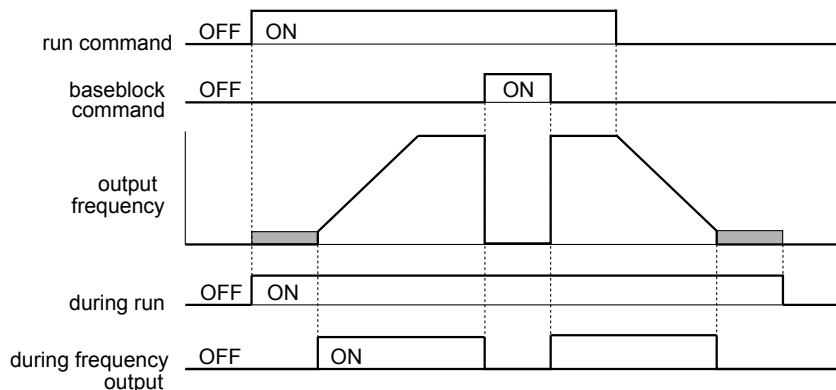 OFF ON
run command
baseblock OFF ON
command
output
frequency
during run OFF ON
during frequency OFF ON
output